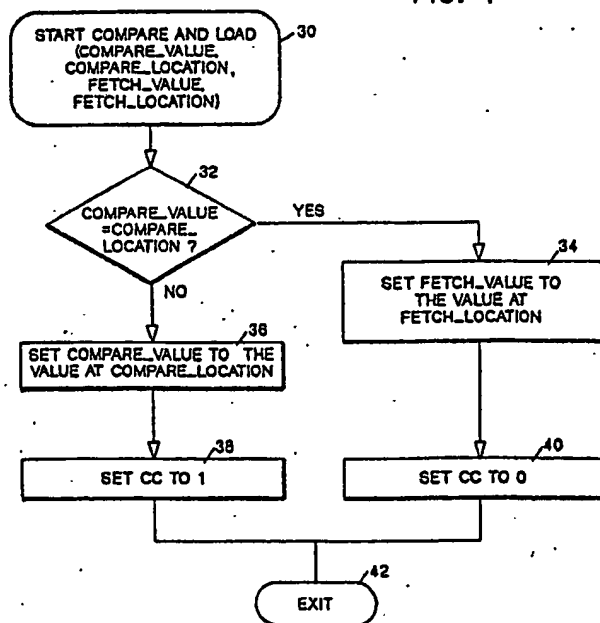 30
START COMPARE AND LOAD
(COMPARE_VALUE,
COMPARE_LOCATION,
FETCH_VALUE,
FETCH_LOCATION)
32
COMPARE_VALUE
=COMPARE_
LOCATION ?
YES
NO
34
SET FETCH_VALUE TO
THE VALUE AT
FETCH_LOCATION
36
SET COMPARE_VALUE TO THE
VALUE AT COMPARE_LOCATION
38
SET CC TO 1
40
SET CC TO 0
42
EXIT